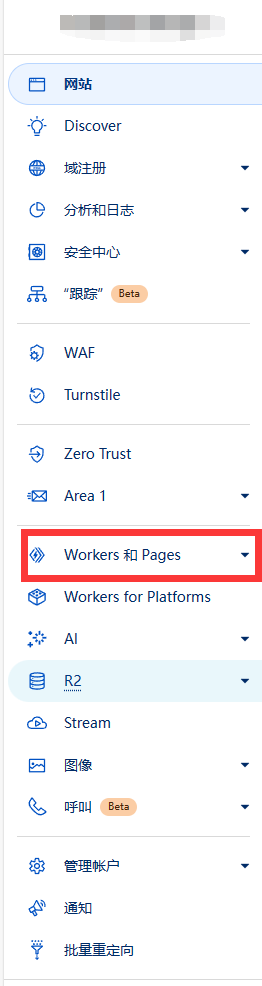 网站
Discover
域注册
分析和日志
安全中心
“跟踪” Beta
WAF
Turnstile
Zero Trust
Area 1
Workers 和 Pages
Workers for Platforms
AI
R2
Stream
图像
呼叫 Beta
管理帐户
通知
批量重定向